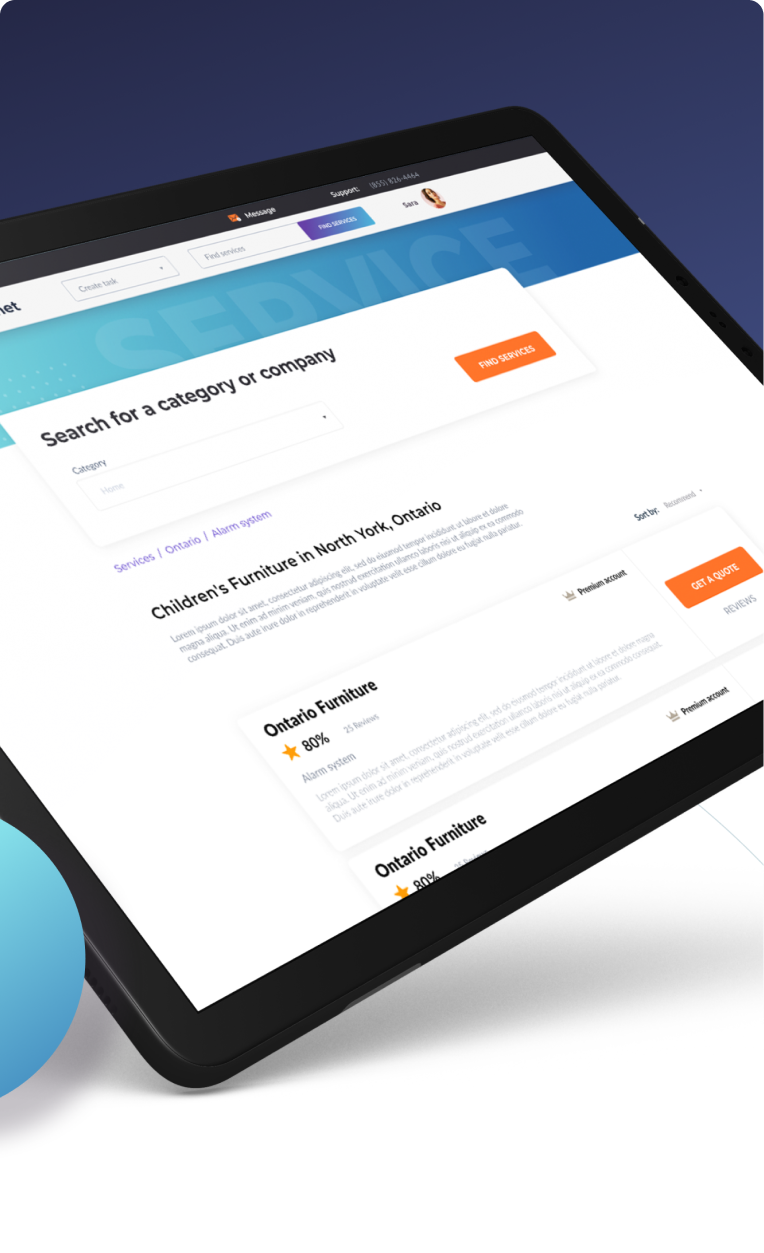 Message
Support: (855) 826-4464
net
Create task
Find services
FIND SERVICES
Sara
SERVICE
Search for a category or company
Category
Home
FIND SERVICES
Services / Ontario / Alarm system
Children's Furniture in North York, Ontario
Lorem ipsum dolor sit amet, consectetur adipiscing elit, sed do eiusmod tempor incididunt ut labore et dolore
magna aliqua. Ut enim ad minim veniam, quis nostrud exercitation ullamco laboris nisi ut aliquip ex ea commodo
consequat. Duis aute irure dolor in reprehenderit in voluptate velit esse cillum dolore eu fugiat nulla pariatur.
Sort by: Recommend
Ontario Furniture
Premium account
80%
25 Reviews
GET A QUOTE
REVIEWS
Alarm system
Lorem ipsum dolor sit amet, consectetur adipiscing elit, sed do eiusmod tempor incididunt ut labore et dolore magna
aliqua. Ut enim ad minim veniam, quis nostrud exercitation ullamco laboris nisi ut aliquip ex ea commodo consequat.
Duis aute irure dolor in reprehenderit in voluptate velit esse cillum dolore eu fugiat nulla pariatur.
Ontario Furniture
Premium account
80%
25 Reviews